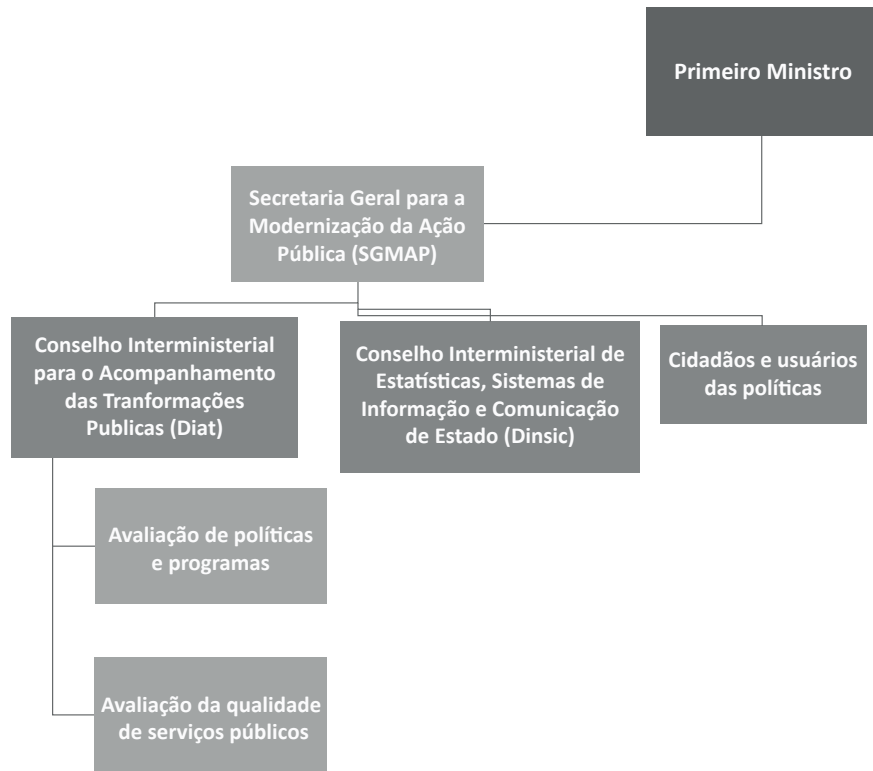 Primeiro Ministro
Secretaria Geral para a
Modernização da Ação
Pública (SGMAP)
Conselho Interministerial
para o Acompanhamento
das Tranformações
Publicas (Diat)
Conselho Interministerial de
Estatísticas, Sistemas de
Informação e Comunicação
de Estado (Dinsic)
Cidadãos e usuários
das políticas
Avaliação de políticas
e programas
Avaliação da qualidade
de serviços públicos